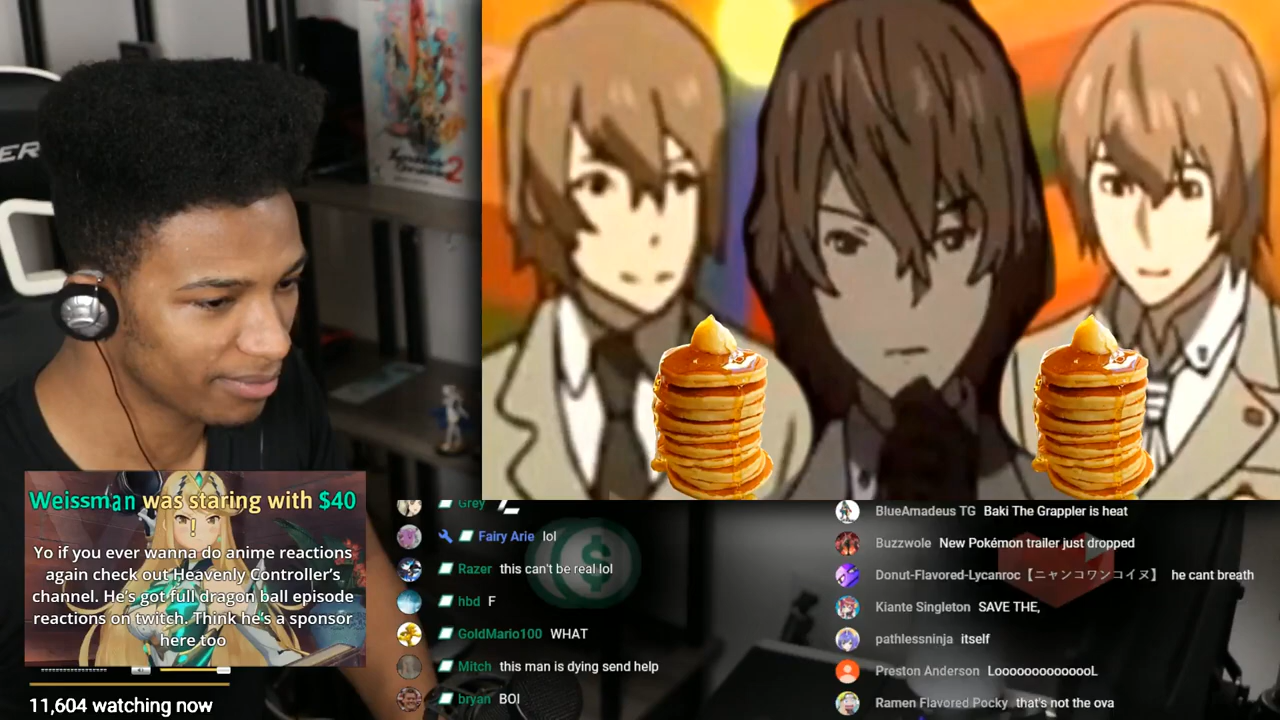 ER
2
Weissman was staring with $40
!
Yo if you ever wanna do anime reactions
again check out Heavenly Controller's
channel. He's got full dragon ball episode
reactions on twitch. Think he's a sponsor
here too
11,604 watching now
Grey
Fairy Arie lol
Razer this can't be real lol
hbd F
GoldMario100 WHAT
Mitch this man is dying send help
bryan BOI
BlueAmadeus TG Baki The Grappler is heat
Buzzwole New Pokémon trailer just dropped
Donut-Flavored-Lycanroc【ニャンコワンコイヌ】 he cant breath
Kiante Singleton SAVE THE,
pathlessninja itself
Preston Anderson LoooooooooooooL
Ramen Flavored Pocky that's not the ova